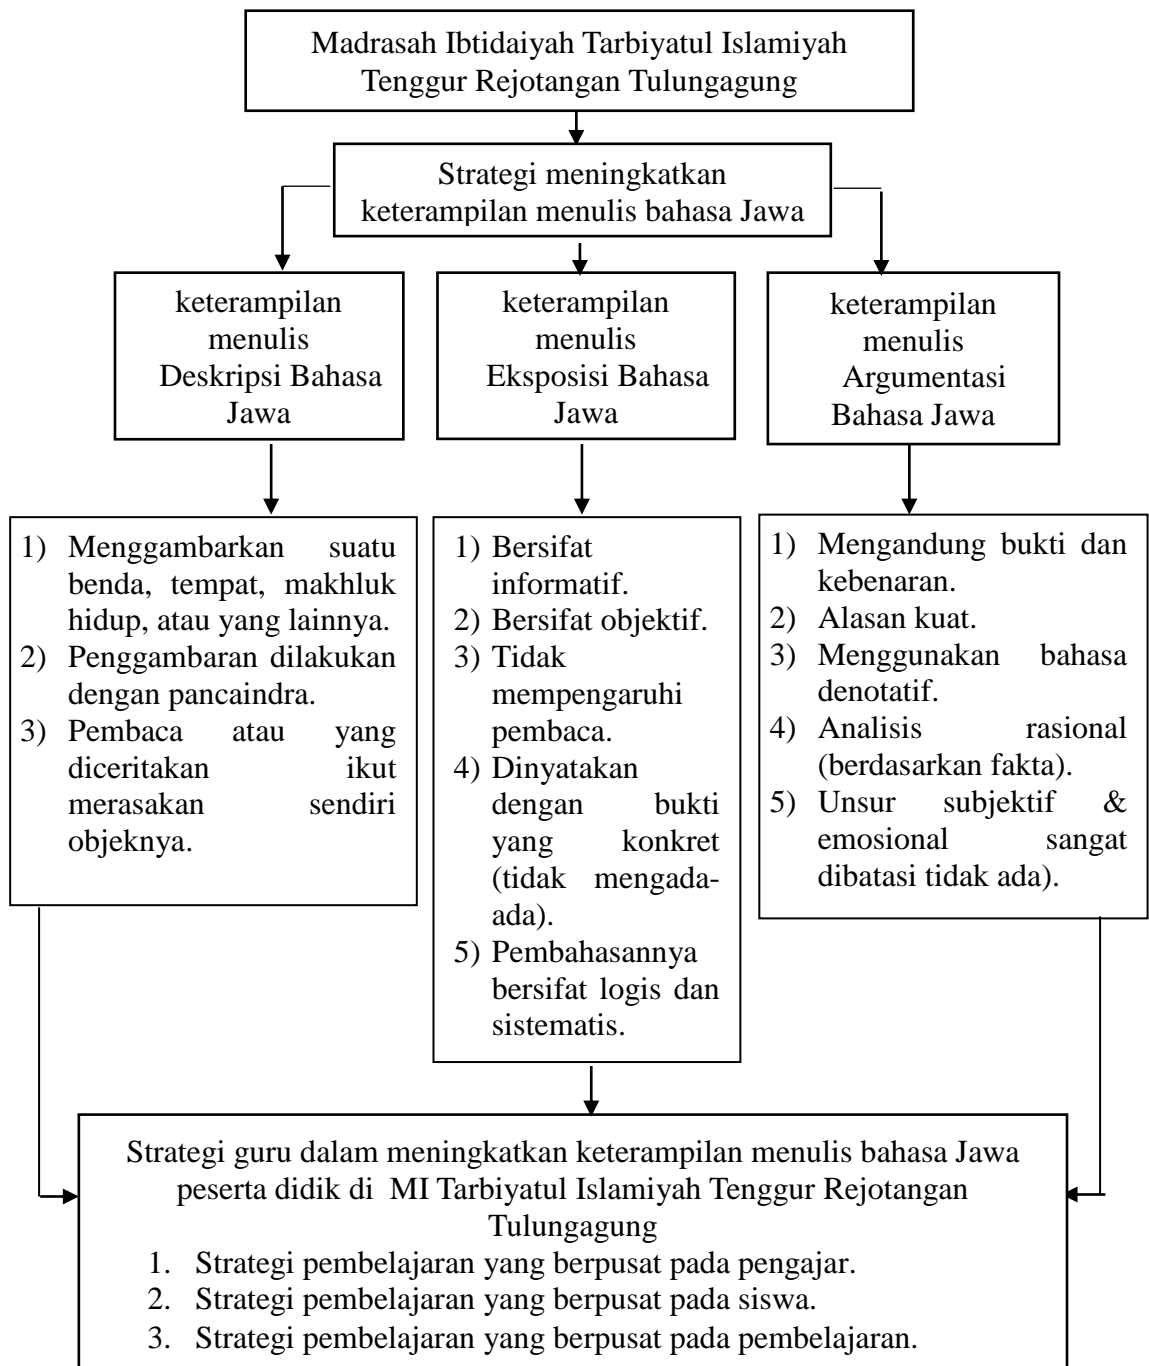 Madrasah Ibtidaiyah Tarbiyatul Islamiyah
Tenggur Rejotangan Tulungagung
Strategi meningkatkan
keterampilan menulis bahasa Jawa
keterampilan
menulis
Deskripsi Bahasa
Jawa
keterampilan
menulis
Eksposisi Bahasa
Jawa
keterampilan
menulis
Argumentasi
Bahasa Jawa
1) Menggambarkan suatu
benda, tempat, makhluk
hidup, atau yang lainnya.
2) Penggambaran dilakukan
dengan pancaindra.
3) Pembaca atau yang
diceritakan ikut
merasakan sendiri
objeknya.
1) Bersifat
informatif.
2) Bersifat objektif.
3) Tidak
mempengaruhi
pembaca.
4) Dinyatakan
dengan bukti
yang konkret
(tidak mengada-
ada).
5) Pembahasannya
bersifat logis dan
sistematis.
1) Mengandung bukti dan
kebenaran.
2) Alasan kuat.
3) Menggunakan bahasa
denotatif.
4) Analisis rasional
(berdasarkan fakta).
5) Unsur subjektif &
emosional sangat
dibatasi tidak ada).
Strategi guru dalam meningkatkan keterampilan menulis bahasa Jawa
peserta didik di MI Tarbiyatul Islamiyah Tenggur Rejotangan
Tulungagung
1. Strategi pembelajaran yang berpusat pada pengajar.
2. Strategi pembelajaran yang berpusat pada siswa.
3. Strategi pembelajaran yang berpusat pada pembelajaran.